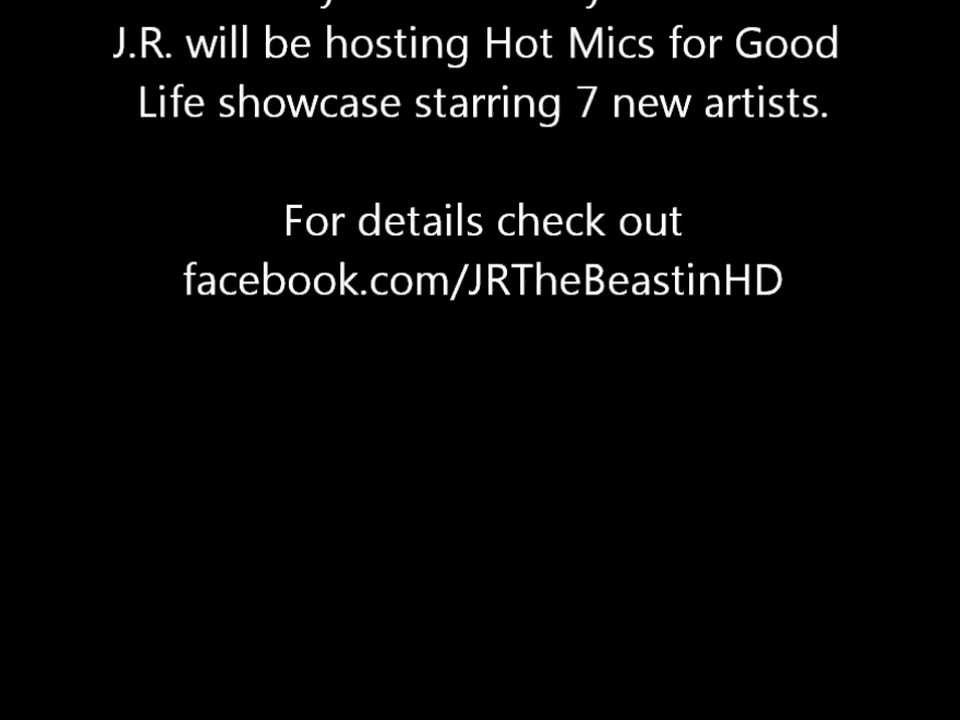 J.R. will be hosting Hot Mics for Good
Life showcase starring 7 new artists.
For details check out
facebook.com/JRTheBeastinHD